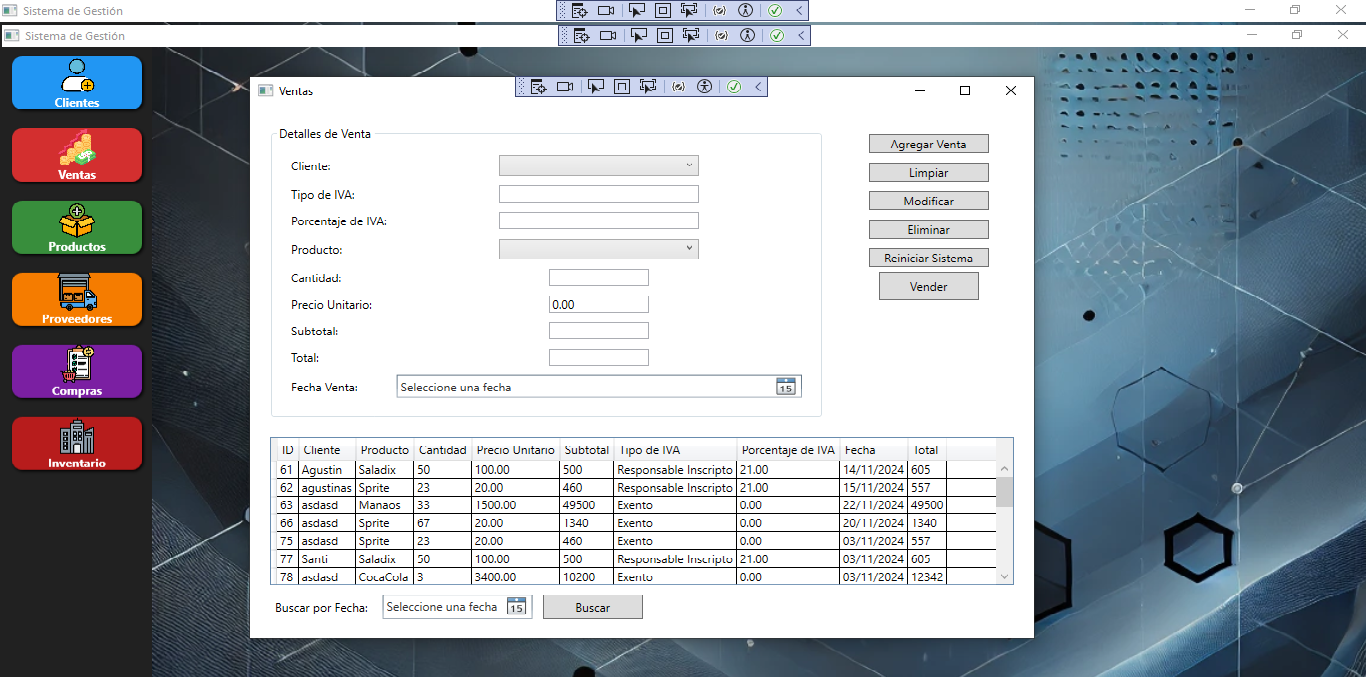 Sistema de Gestión
Sistema de Gestión
Clientes
Ventas
Productos
Proveedores
Compras
Inventario
Ventas
Detalles de Venta
Cliente:
Tipo de IVA:
Porcentaje de IVA:
Producto:
Cantidad:
Precio Unitario: 0.00
Subtotal:
Total:
Fecha Venta: Seleccione una fecha 15
Agregar Venta
Limpiar
Modificar
Eliminar
Reiniciar Sistema
Vender
ID Cliente Producto Cantidad Precio Unitario Subtotal Tipo de IVA Porcentaje de IVA Fecha Total
61 Agustin Saladix 50 100.00 500 Responsable Inscripto 21.00 14/11/2024 605
62 agustinas Sprite 23 20.00 460 Responsable Inscripto 21.00 15/11/2024 557
63 asdasd Manaos 33 1500.00 49500 Exento 0.00 22/11/2024 49500
66 asdasd Sprite 67 20.00 1340 Exento 0.00 20/11/2024 1340
75 asdasd Sprite 23 20.00 460 Exento 0.00 03/11/2024 557
77 Santi Saladix 50 100.00 500 Responsable Inscripto 21.00 03/11/2024 605
78 asdasd CocaCola 3 3400.00 10200 Exento 0.00 03/11/2024 12342
Buscar por Fecha: Seleccione una fecha 15 Buscar